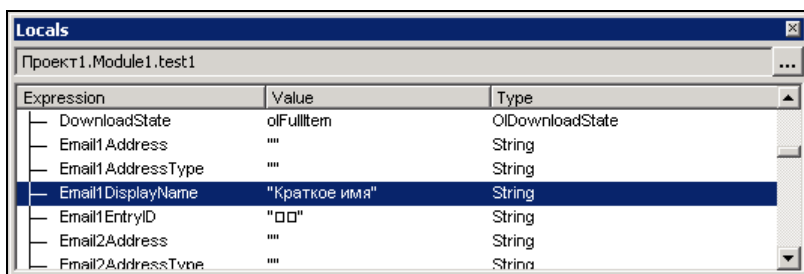 Locals
Проект1.Module1.test1
...
Expression Value Type
DownloadState olFullItem OlDownloadState
Email1Address "" String
Email1AddressType "" String
Email1DisplayName "Краткое имя" String
Email1EntryID "□□" String
Email2Address "" String
Email2AddressType "" String